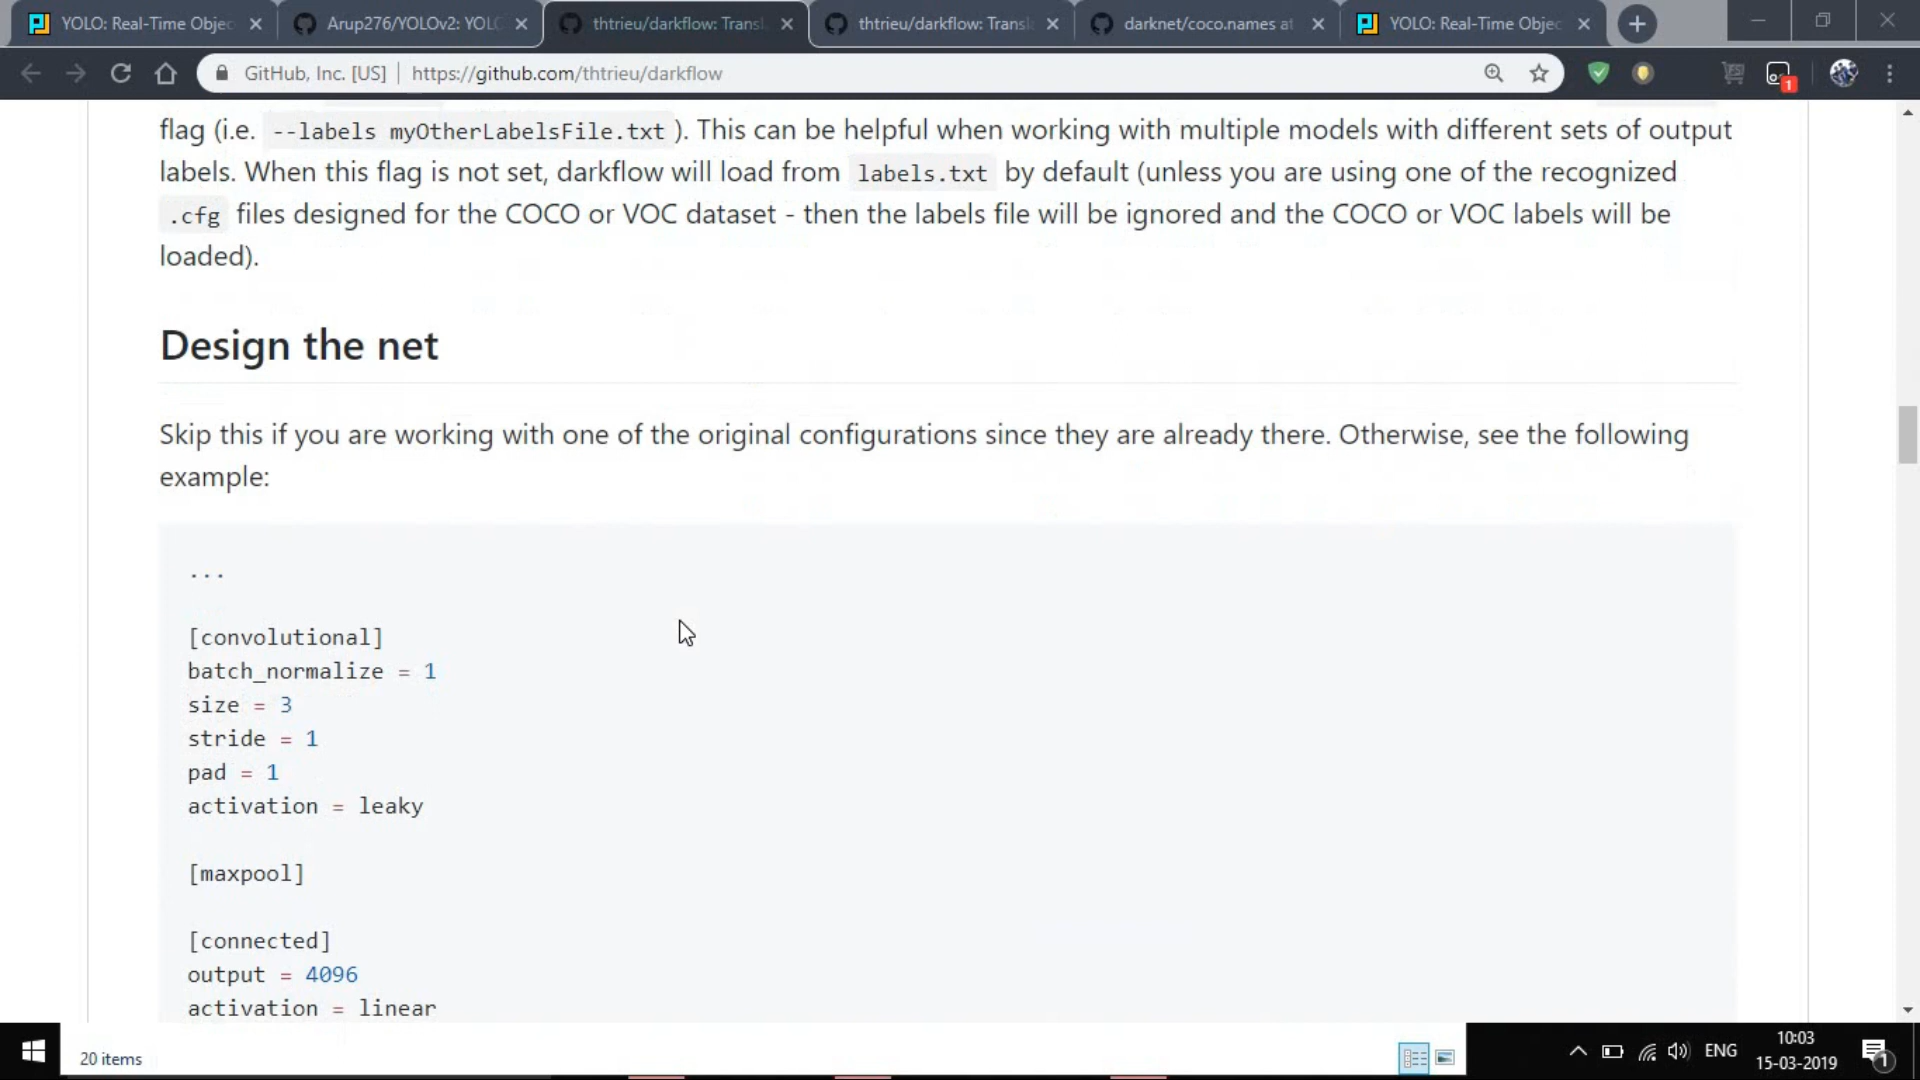 YOLO: Real-Time Objec
Arup276/YOLOv2: YOLO
thtrieu/darkflow: Transl
thtrieu/darkflow: Transl
darknet/coco.names at
YOLO: Real-Time Objec
GitHub, Inc. [US] | https://github.com/thtrieu/darkflow
1
flag (i.e. --labels myOtherLabelsFile.txt ). This can be helpful when working with multiple models with different sets of output
labels. When this flag is not set, darkflow will load from labels.txt by default (unless you are using one of the recognized
.cfg files designed for the COCO or VOC dataset - then the labels file will be ignored and the COCO or VOC labels will be
loaded).
Design the net
Skip this if you are working with one of the original configurations since they are already there. Otherwise, see the following
example:
...
[convolutional]
batch_normalize = 1
size = 3
stride = 1
pad = 1
activation = leaky
[maxpool]
[connected]
output = 4096
activation = linear
20 items
ENG
10:03
15-03-2019
1